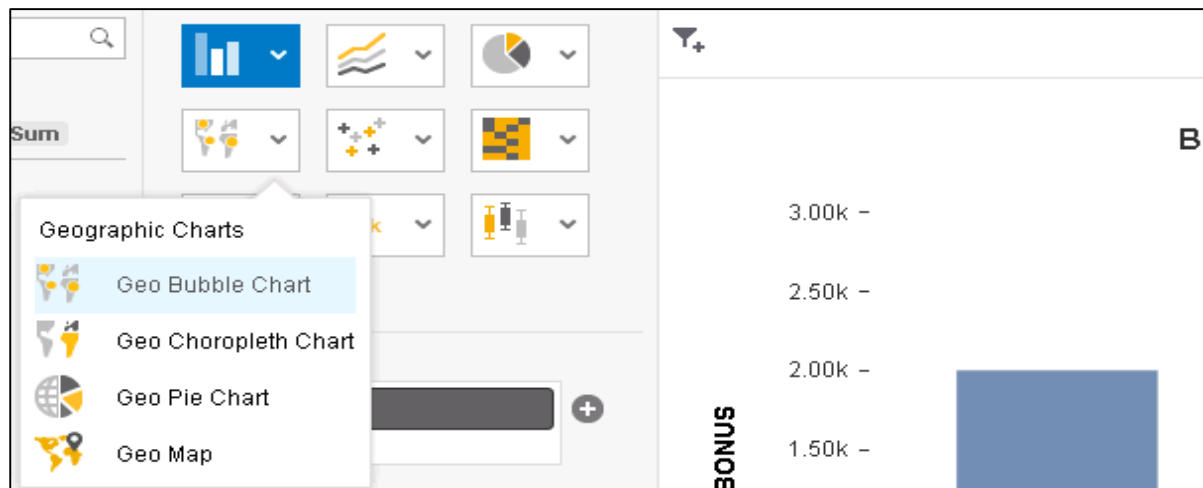 Sum
k
Geographic Charts
Geo Bubble Chart
Geo Choropleth Chart
Geo Pie Chart
Geo Map
B
3.00k
2.50k
2.00k
1.50k
BONUS